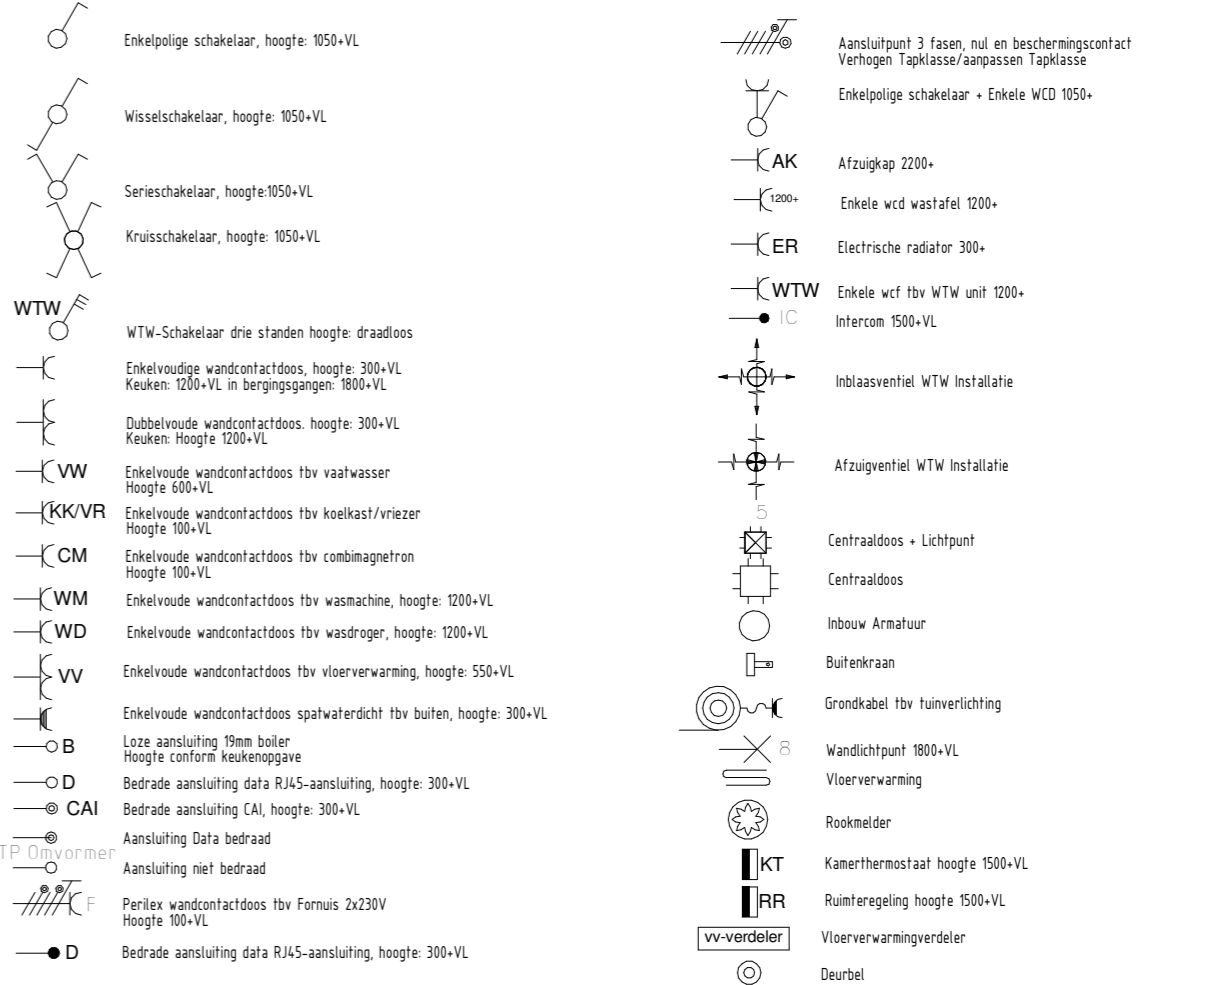 Enkelpolige schakelaar, hoogte: 1050+VL
Wisselschakelaar, hoogte: 1050+VL
Serieschakelaar, hoogte:1050+VL
Kruisschakelaar, hoogte: 1050+VL
WTW
WTW-Schakelaar drie standen hoogte: draadloos
Enkelvoudige wandcontactdoos, hoogte: 300+VL
Keuken: 1200+VL in bergingsgangen: 1800+VL
Dubbelvoude wandcontactdoos. hoogte: 300+VL
Keuken: Hoogte 1200+VL
VW
Enkelvoude wandcontactdoos tbv vaatwasser
Hoogte 600+VL
KK/VR
Enkelvoude wandcontactdoos tbv koelkast/vriezer
Hoogte 100+VL
CM
Enkelvoude wandcontactdoos tbv combimagnetron
Hoogte 100+VL
WM Enkelvoude wandcontactdoos tbv wasmachine, hoogte: 1200+VL
WD Enkelvoude wandcontactdoos tbv wasdroger, hoogte: 1200+VL
VV Enkelvoude wandcontactdoos tbv vloerverwarming, hoogte: 550+VL
Enkelvoude wandcontactdoos spatwaterdicht tbv buiten, hoogte: 300+VL
B Loze aansluiting 19mm boiler
Hoogte conform keukenopgave
D Bedrade aansluiting data RJ45-aansluiting, hoogte: 300+VL
CAI Bedrade aansluiting CAI, hoogte: 300+VL
Aansluiting Data bedraad
TP Omvormer
Aansluiting niet bedraad
F Perilex wandcontactdoos tbv Fornuis 2x230V
Hoogte 100+VL
D Bedrade aansluiting data RJ45-aansluiting, hoogte: 300+VL
Aansluitpunt 3 fasen, nul en beschermingscontact
Verhogen Tapklasse/aanpassen Tapklasse
Enkelpolige schakelaar + Enkele WCD 1050+
AK Afzuigkap 2200+
1200+ Enkele wcd wastafel 1200+
ER Electrische radiator 300+
WTW Enkele wcf tbv WTW unit 1200+
IC Intercom 1500+VL
Inblaasventiel WTW Installatie
Afzuigventiel WTW Installatie
5
Centraaldoos + Lichtpunt
Centraaldoos
Inbouw Armatuur
Buitenkraan
Grondkabel tbv tuinverlichting
8 Wandlichtpunt 1800+VL
Vloerverwarming
Rookmelder
KT Kamerthermostaat hoogte 1500+VL
RR Ruimteregeling hoogte 1500+VL
vv-verdeler Vloerverwarmingverdeler
Deurbel